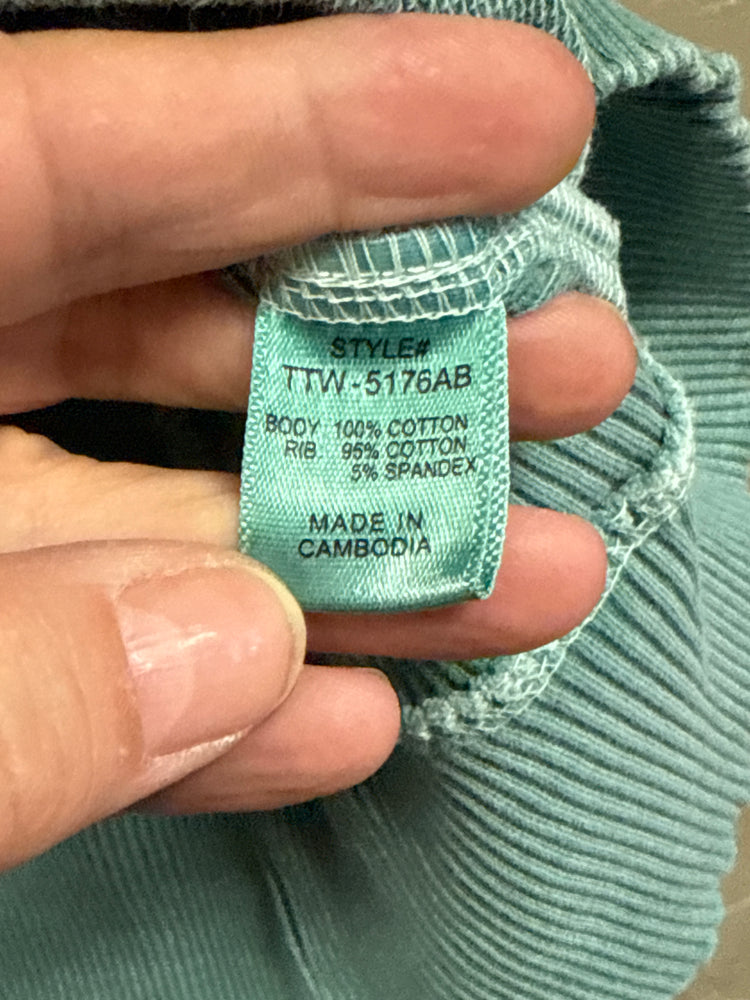 STYLE#
TTW-5176AB
BODY 100% COTTON
RIB 95% COTTON
5% SPANDEX
MADE IN
CAMBODIA